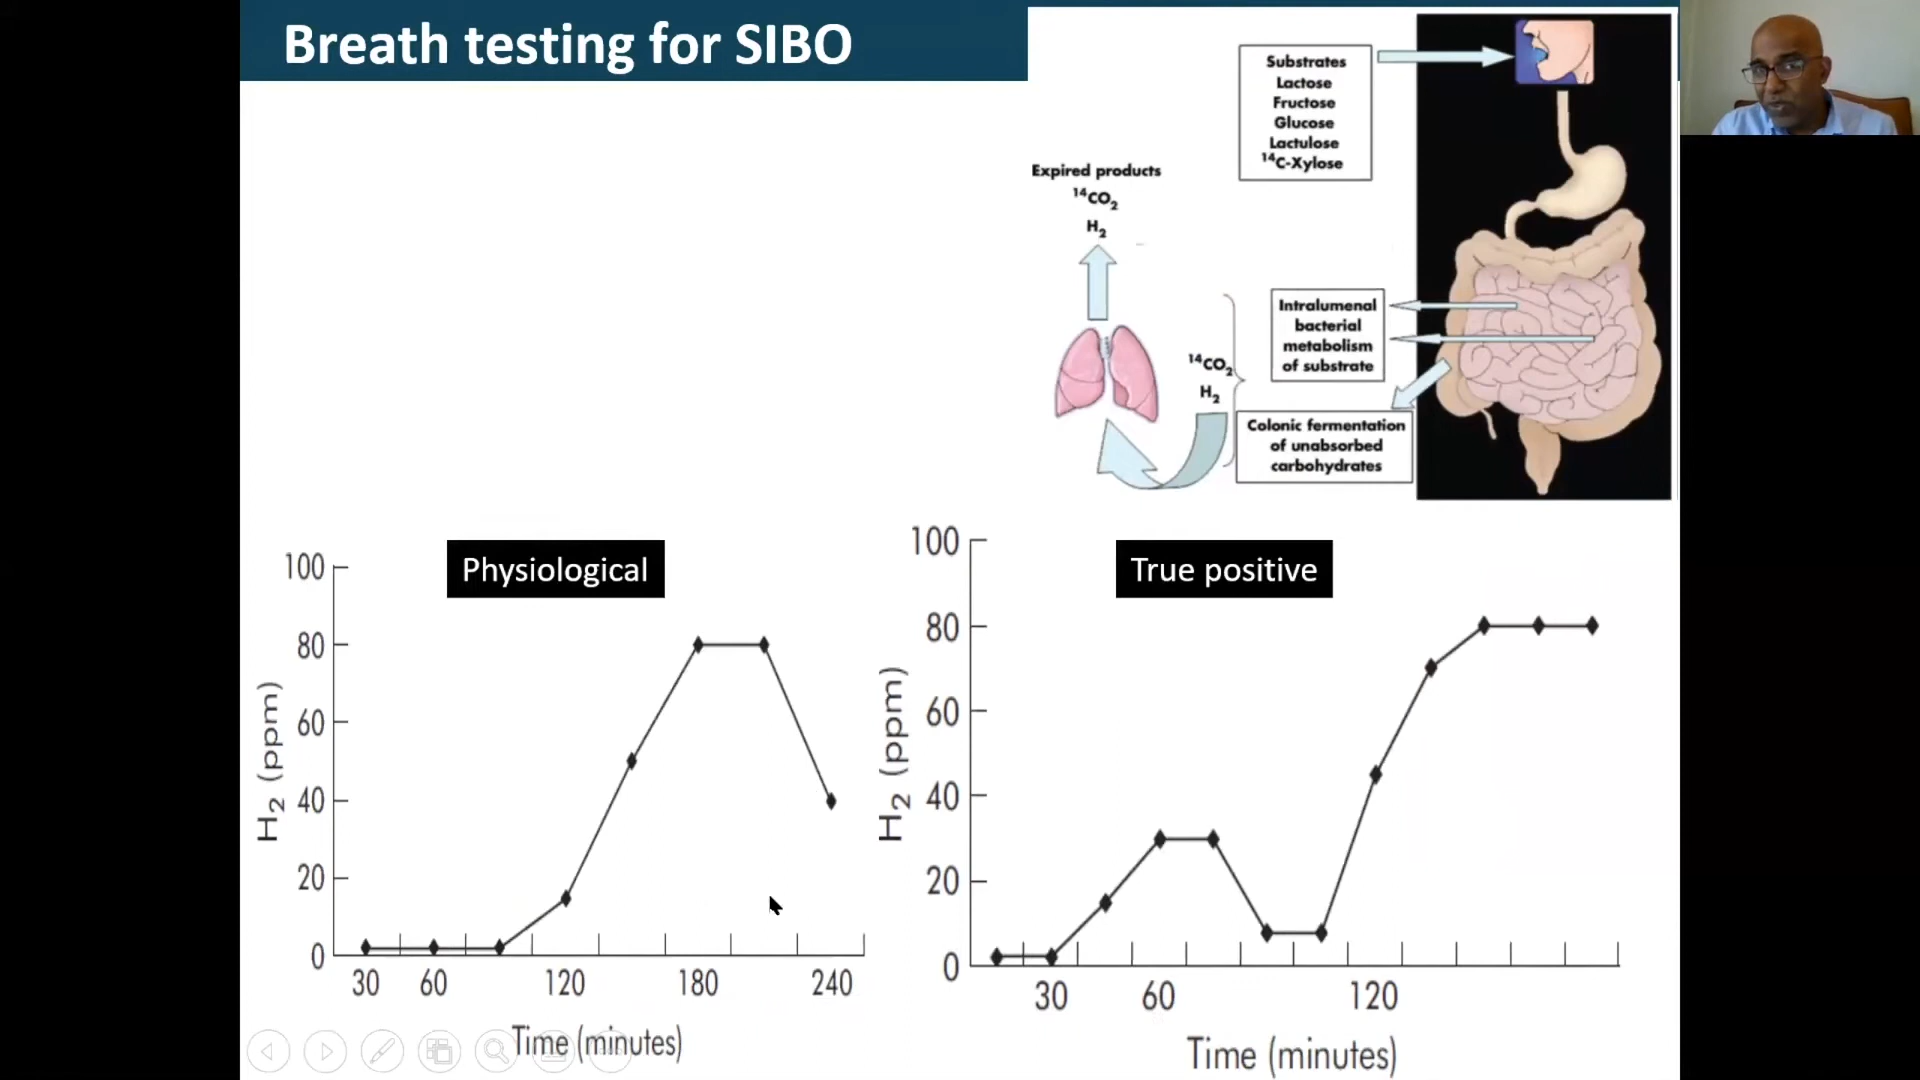 Breath testing for SIBO
Substrates
Lactose
Fructose
Glucose
Lactulose
¹⁴C-Xylose
Expired products
¹⁴CO₂
H₂
Intralumenal
bacterial
metabolism
of substrate
¹⁴CO₂
H₂
Colonic fermentation
of unabsorbed
carbohydrates
Physiological
100
80
60
40
20
0
H₂ (ppm)
30 60 120 180 240
Time (minutes)
True positive
100
80
60
40
20
0
H₂ (ppm)
30 60 120
Time (minutes)